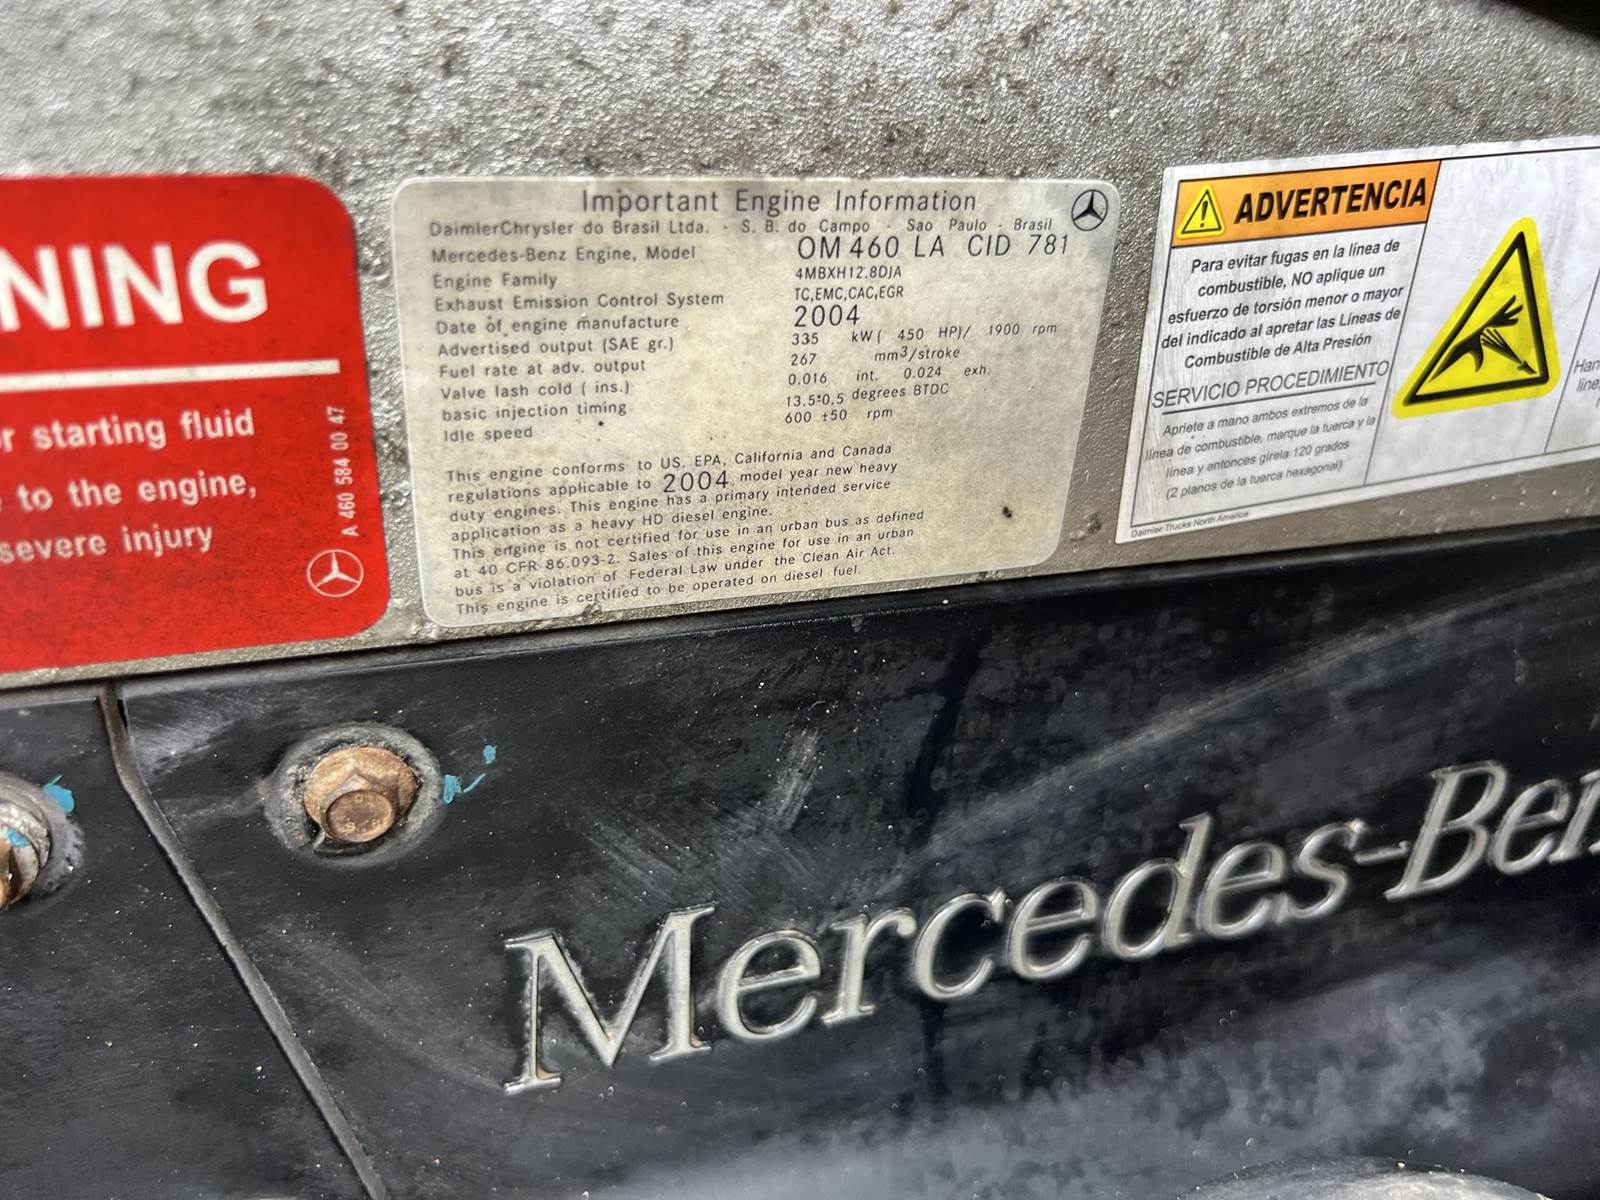 NING
r starting fluid
to the engine,
severe injury
A 460 584 00 47
Important Engine Information
DaimlerChrysler do Brasil Ltda. - S. B. do Campo - Sao Paulo - Brasil
Mercedes-Benz Engine, Model OM 460 LA CID 781
Engine Family 4MBXH12.8DJA
Exhaust Emission Control System TC,EMC,CAC,EGR
Date of engine manufacture 2004
Advertised output (SAE gr.) 335 kW ( 450 HP)/ 1900 rpm
Fuel rate at adv. output 267 mm3/stroke
Valve lash cold ( ins.) 0.016 int. 0.024 exh.
basic injection timing 13.5±0.5 degrees BTDC
Idle speed 600 ±50 rpm
This engine conforms to US. EPA, California and Canada
regulations applicable to 2004 model year new heavy
duty engines. This engine has a primary intended service
application as a heavy HD diesel engine.
This engine is not certified for use in an urban bus as defined
at 40 CFR 86.093-2. Sales of this engine for use in an urban
bus is a violation of Federal Law under the Clean Air Act.
This engine is certified to be operated on diesel fuel.
ADVERTENCIA
Para evitar fugas en la línea de
combustible, NO aplique un
esfuerzo de torsión menor o mayor
del indicado al apretar las Líneas de
Combustible de Alta Presión
SERVICIO PROCEDIMIENTO
Apriete a mano ambos extremos de la
línea de combustible, marque la tuerca y la
línea y entonces gírela 120 grados
(2 planos de la tuerca hexagonal)
Daimler Trucks North America
Han
line
Mercedes-Ben